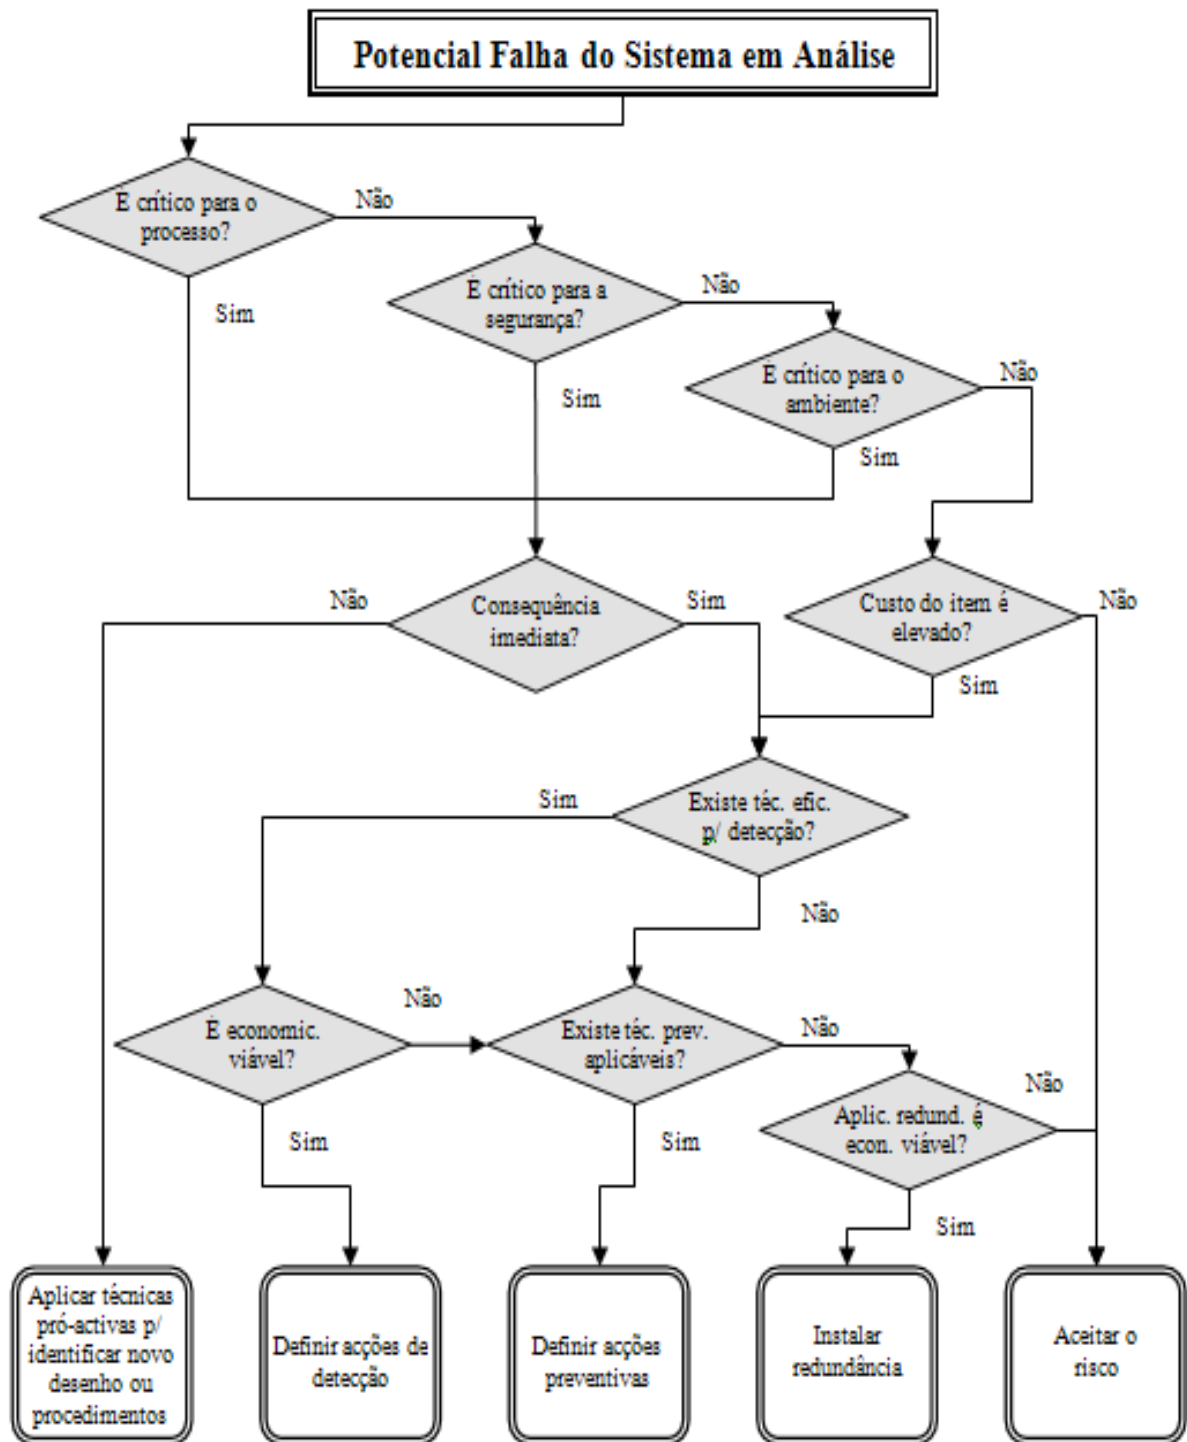 Potencial Falha do Sistema em Análise
É crítico para o
processo?
Não
Sim
É crítico para a
segurança?
Não
Sim
É crítico para o
ambiente?
Não
Sim
Não
Consequência
imediata?
Sim
Custo do item é
elevado?
Não
Sim
Sim
Existe téc. efic.
p/ detecção?
Não
É economic.
viável?
Não
Sim
Existe téc. prev.
aplicáveis?
Não
Sim
Aplic. redund. é
econ. viável?
Não
Sim
Aplicar técnicas
pró-activas p/
identificar novo
desenho ou
procedimentos
Definir acções de
detecção
Definir acções
preventivas
Instalar
redundância
Aceitar o
risco